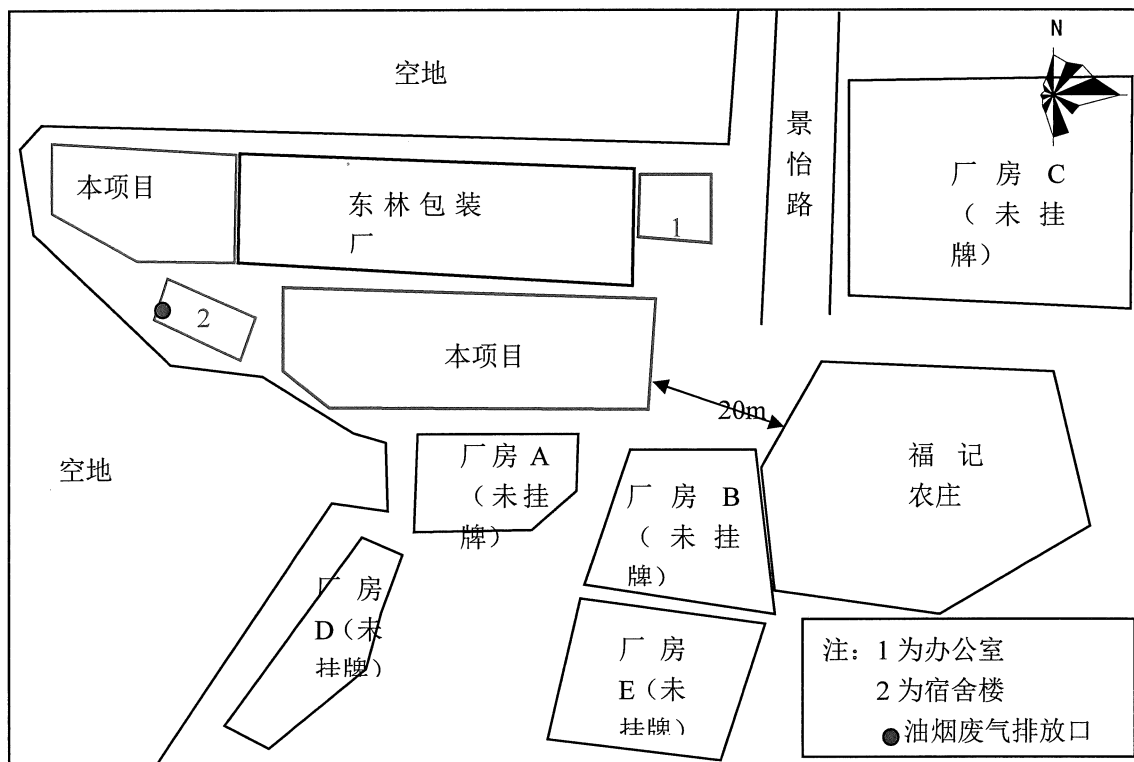 N
空地
景
怡
路
本项目
东林包装
厂
1
厂房 C
（未挂
牌）
2
本项目
20m
空地
厂房 A
（未挂
牌）
厂房 B
（未挂
牌）
福记
农庄
厂房
D（未
挂牌）
厂房
E（未
挂牌）
注：1 为办公室
2 为宿舍楼
油烟废气排放口